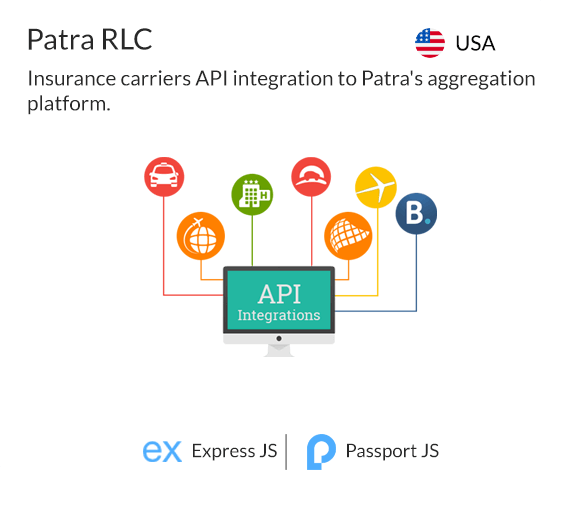 Patra RLC
USA
Insurance carriers API integration to Patra's aggregation
platform.
H
B.
API
Integrations
ex Express JS
Passport JS